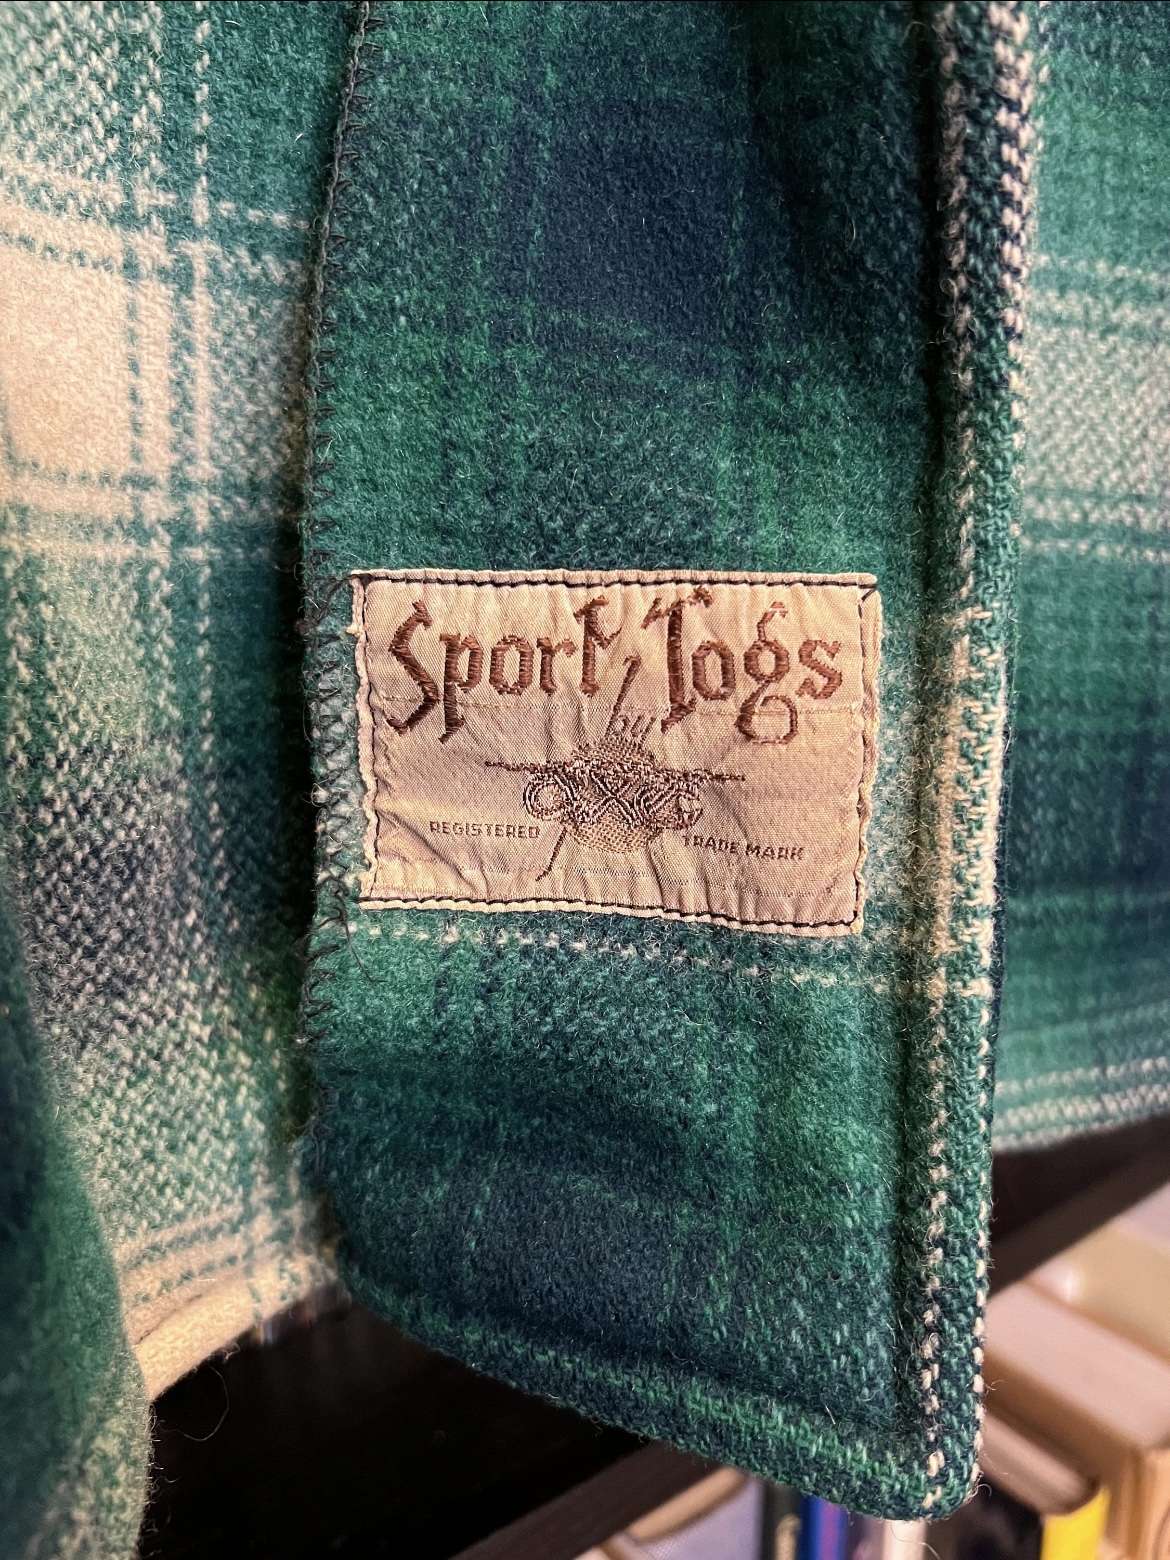 Sport Togs
by
REGISTERED TRADE MARK